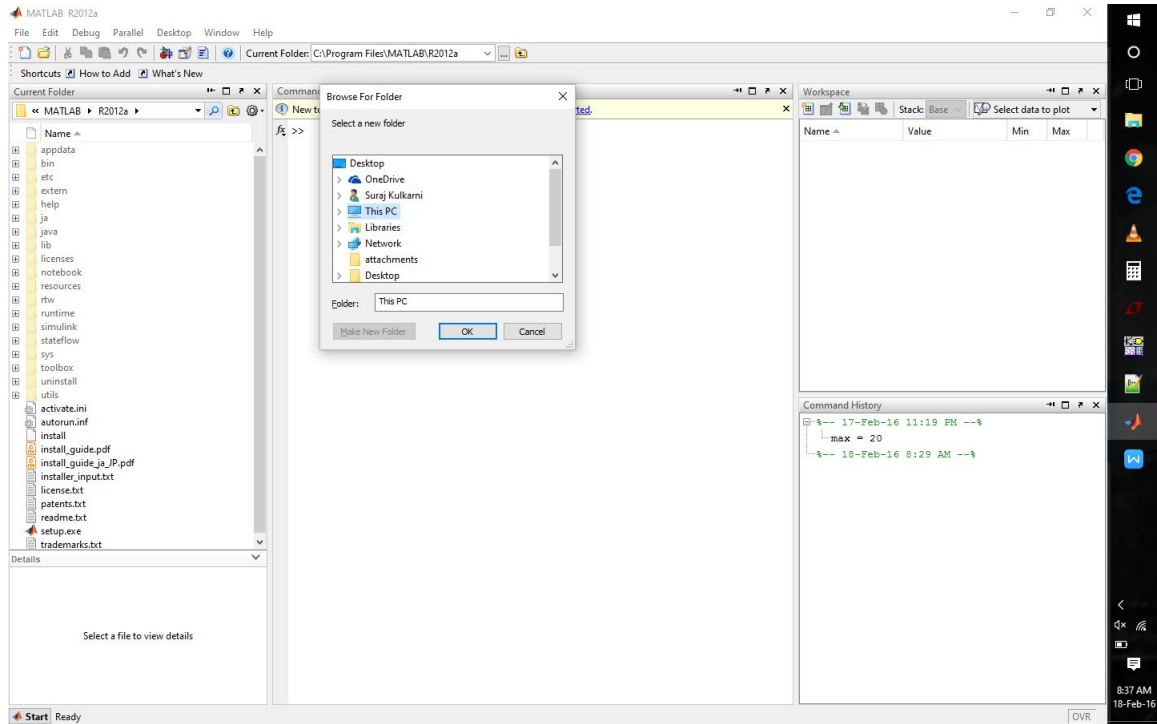 MATLAB R2012a
File Edit Debug Parallel Desktop Window Help
Current Folder: C:\Program Files\MATLAB\R2012a
Shortcuts How to Add What's New
Current Folder
« MATLAB ▸ R2012a ▸
Name
appdata
bin
etc
extern
help
ja
java
lib
licenses
notebook
resources
rtw
runtime
simulink
stateflow
sys
toolbox
uninstall
utils
activate.ini
autorun.inf
install
install_guide.pdf
install_guide_ja_JP.pdf
installer_input.txt
license.txt
patents.txt
readme.txt
setup.exe
trademarks.txt
Details
Select a file to view details
Start Ready
Command
New to
ted.
fx >>
Browse For Folder
Select a new folder
Desktop
OneDrive
Suraj Kulkarni
This PC
Libraries
Network
attachments
Desktop
Folder: This PC
Make New Folder OK Cancel
Workspace
Stack: Base Select data to plot
Name Value Min Max
Command History
%-- 17-Feb-16 11:19 PM --%
max = 20
%-- 18-Feb-16 8:29 AM --%
OVR
8:37 AM
18-Feb-16